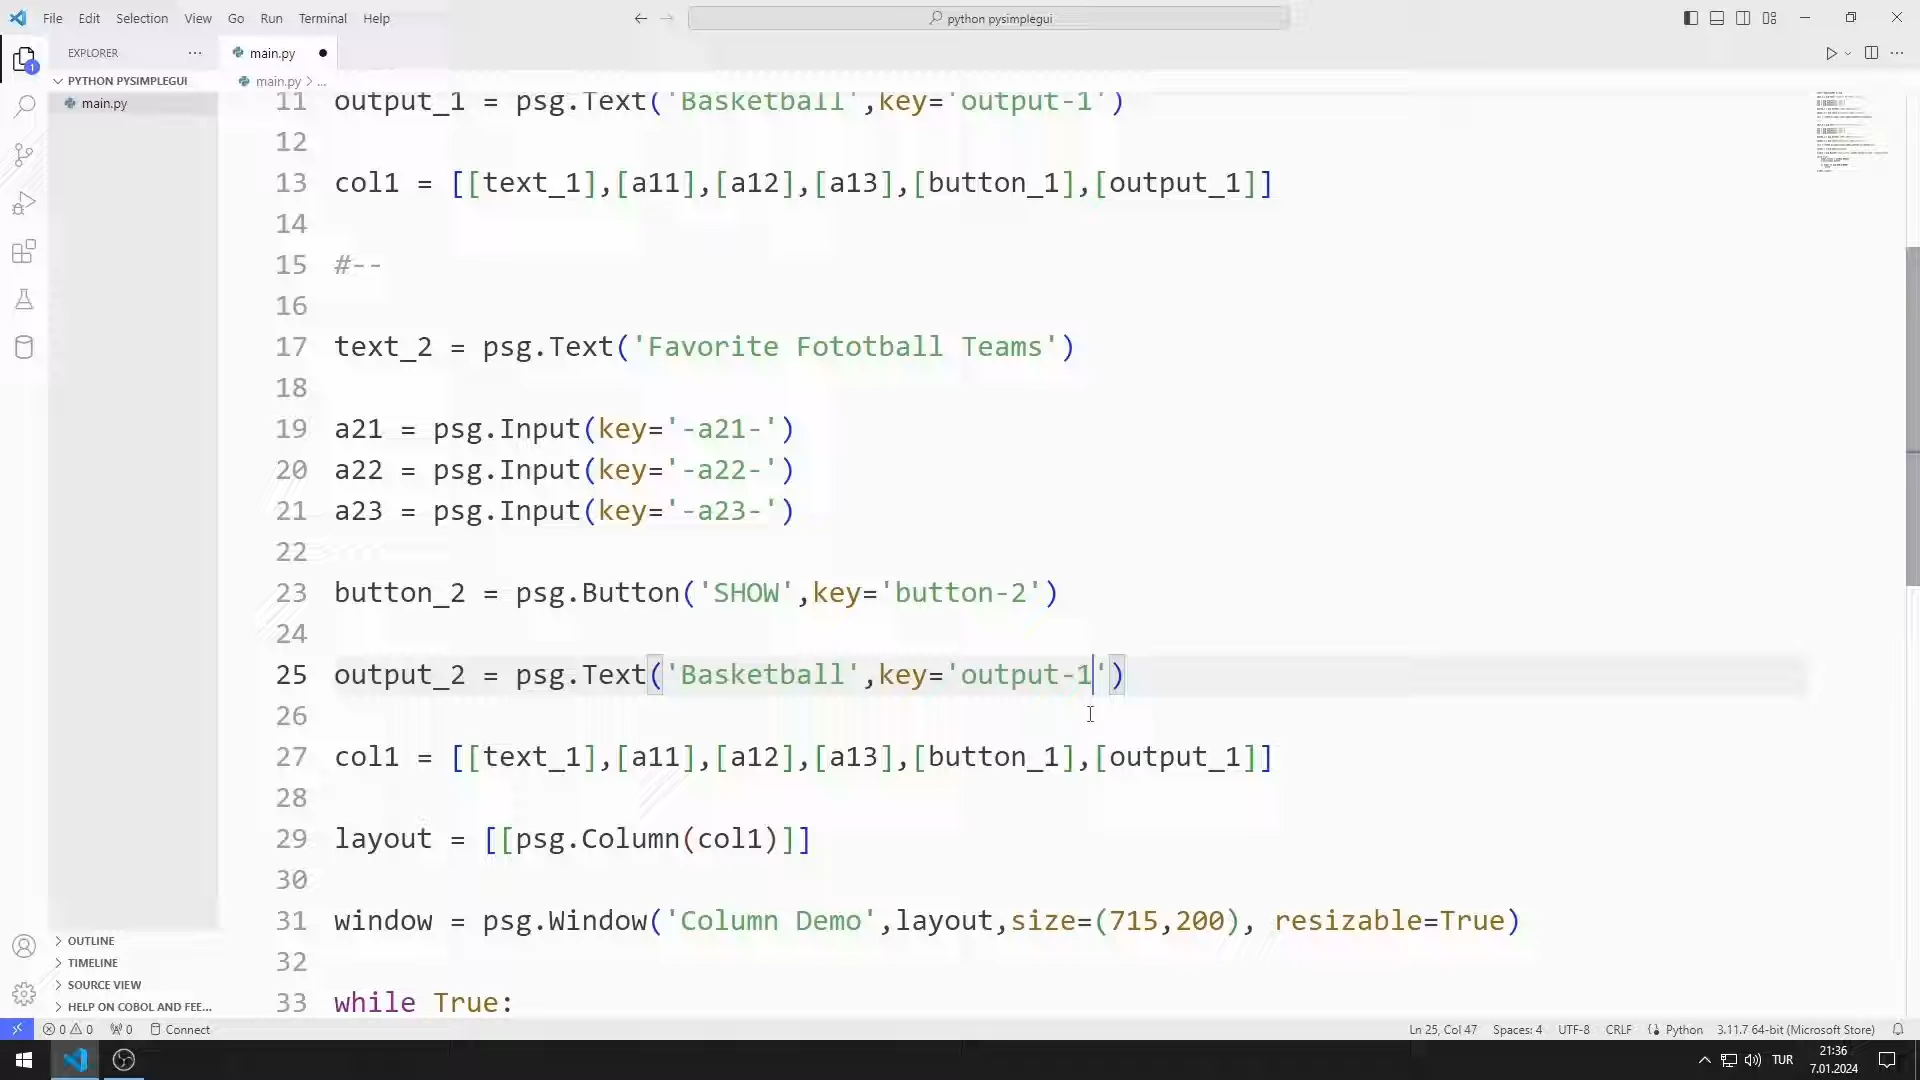 File Edit Selection View Go Run Terminal Help
python pysimplegui
EXPLORER
main.py
PYTHON PYSIMPLEGUI
main.py > ...
main.py
1
11 output_1 = psg.Text('Basketball',key='output-1')
12
13 col1 = [[text_1],[a11],[a12],[a13],[button_1],[output_1]]
14
15 #--
16
17 text_2 = psg.Text('Favorite Fototball Teams')
18
19 a21 = psg.Input(key='-a21-')
20 a22 = psg.Input(key='-a22-')
21 a23 = psg.Input(key='-a23-')
22
23 button_2 = psg.Button('SHOW',key='button-2')
24
25 output_2 = psg.Text('Basketball',key='output-1')
26
27 col1 = [[text_1],[a11],[a12],[a13],[button_1],[output_1]]
28
29 layout = [[psg.Column(col1)]]
30
31 window = psg.Window('Column Demo',layout,size=(715,200), resizable=True)
32
33 while True:
OUTLINE
TIMELINE
SOURCE VIEW
HELP ON COBOL AND FEE...
0 0 0 Connect
Ln 25, Col 47 Spaces: 4 UTF-8 CRLF Python 3.11.7 64-bit (Microsoft Store)
TUR
21:36
7.01.2024